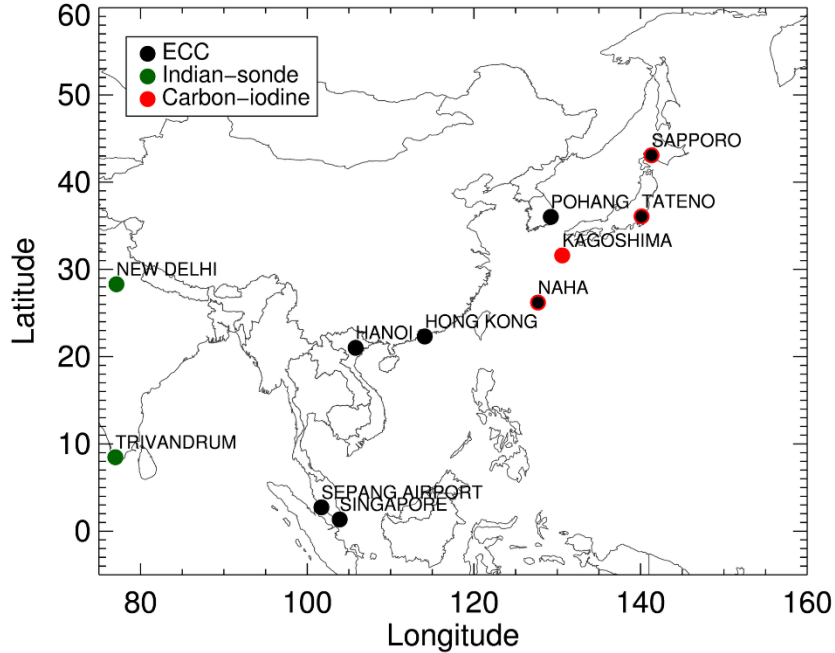 60
50
40
30
20
10
0
Latitude
ECC
Indian-sonde
Carbon-iodine
SAPPORO
POHANG
TATENO
KAGOSHIMA
NEW DELHI
NAHA
HONG KONG
HANOI
TRIVANDRUM
SEPANG AIRPORT
SINGAPORE
80
100
120
140
160
Longitude